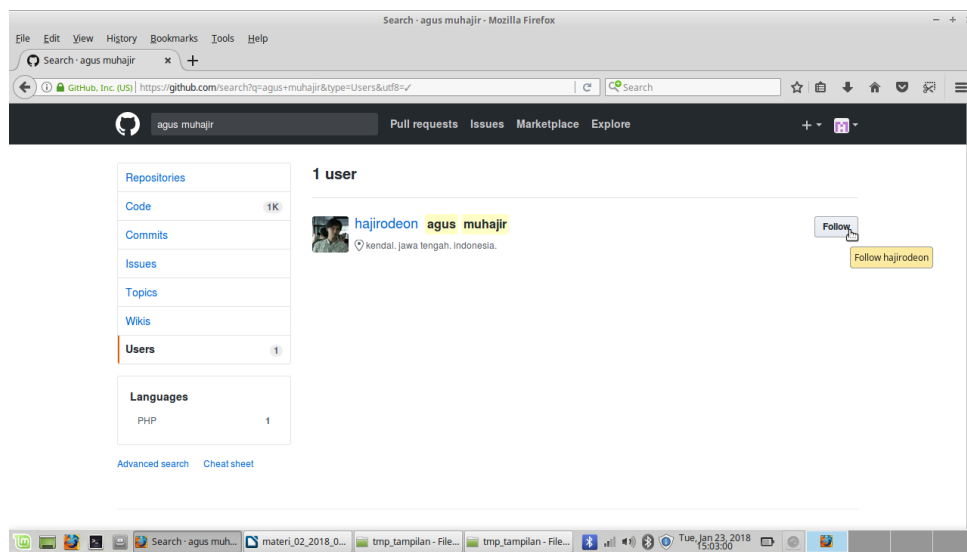 Search · agus muhajir - Mozilla Firefox
File Edit View History Bookmarks Tools Help
Search · agus muhajir
GitHub, Inc. (US) https://github.com/search?q=agus+muhajir&type=Users&utf8=✓ Search
agus muhajir Pull requests Issues Marketplace Explore
Repositories
Code 1K
Commits
Issues
Topics
Wikis
Users 1
Languages
PHP 1
Advanced search Cheat sheet
1 user
hajirodeon agus muhajir
kendal. jawa tengah. indonesia.
Follow
Follow hajirodeon
Search · agus muh... materi_02_2018_0... tmp_tampilan - File... tmp_tampilan - File... Tue, Jan 23, 2018
15:03:00